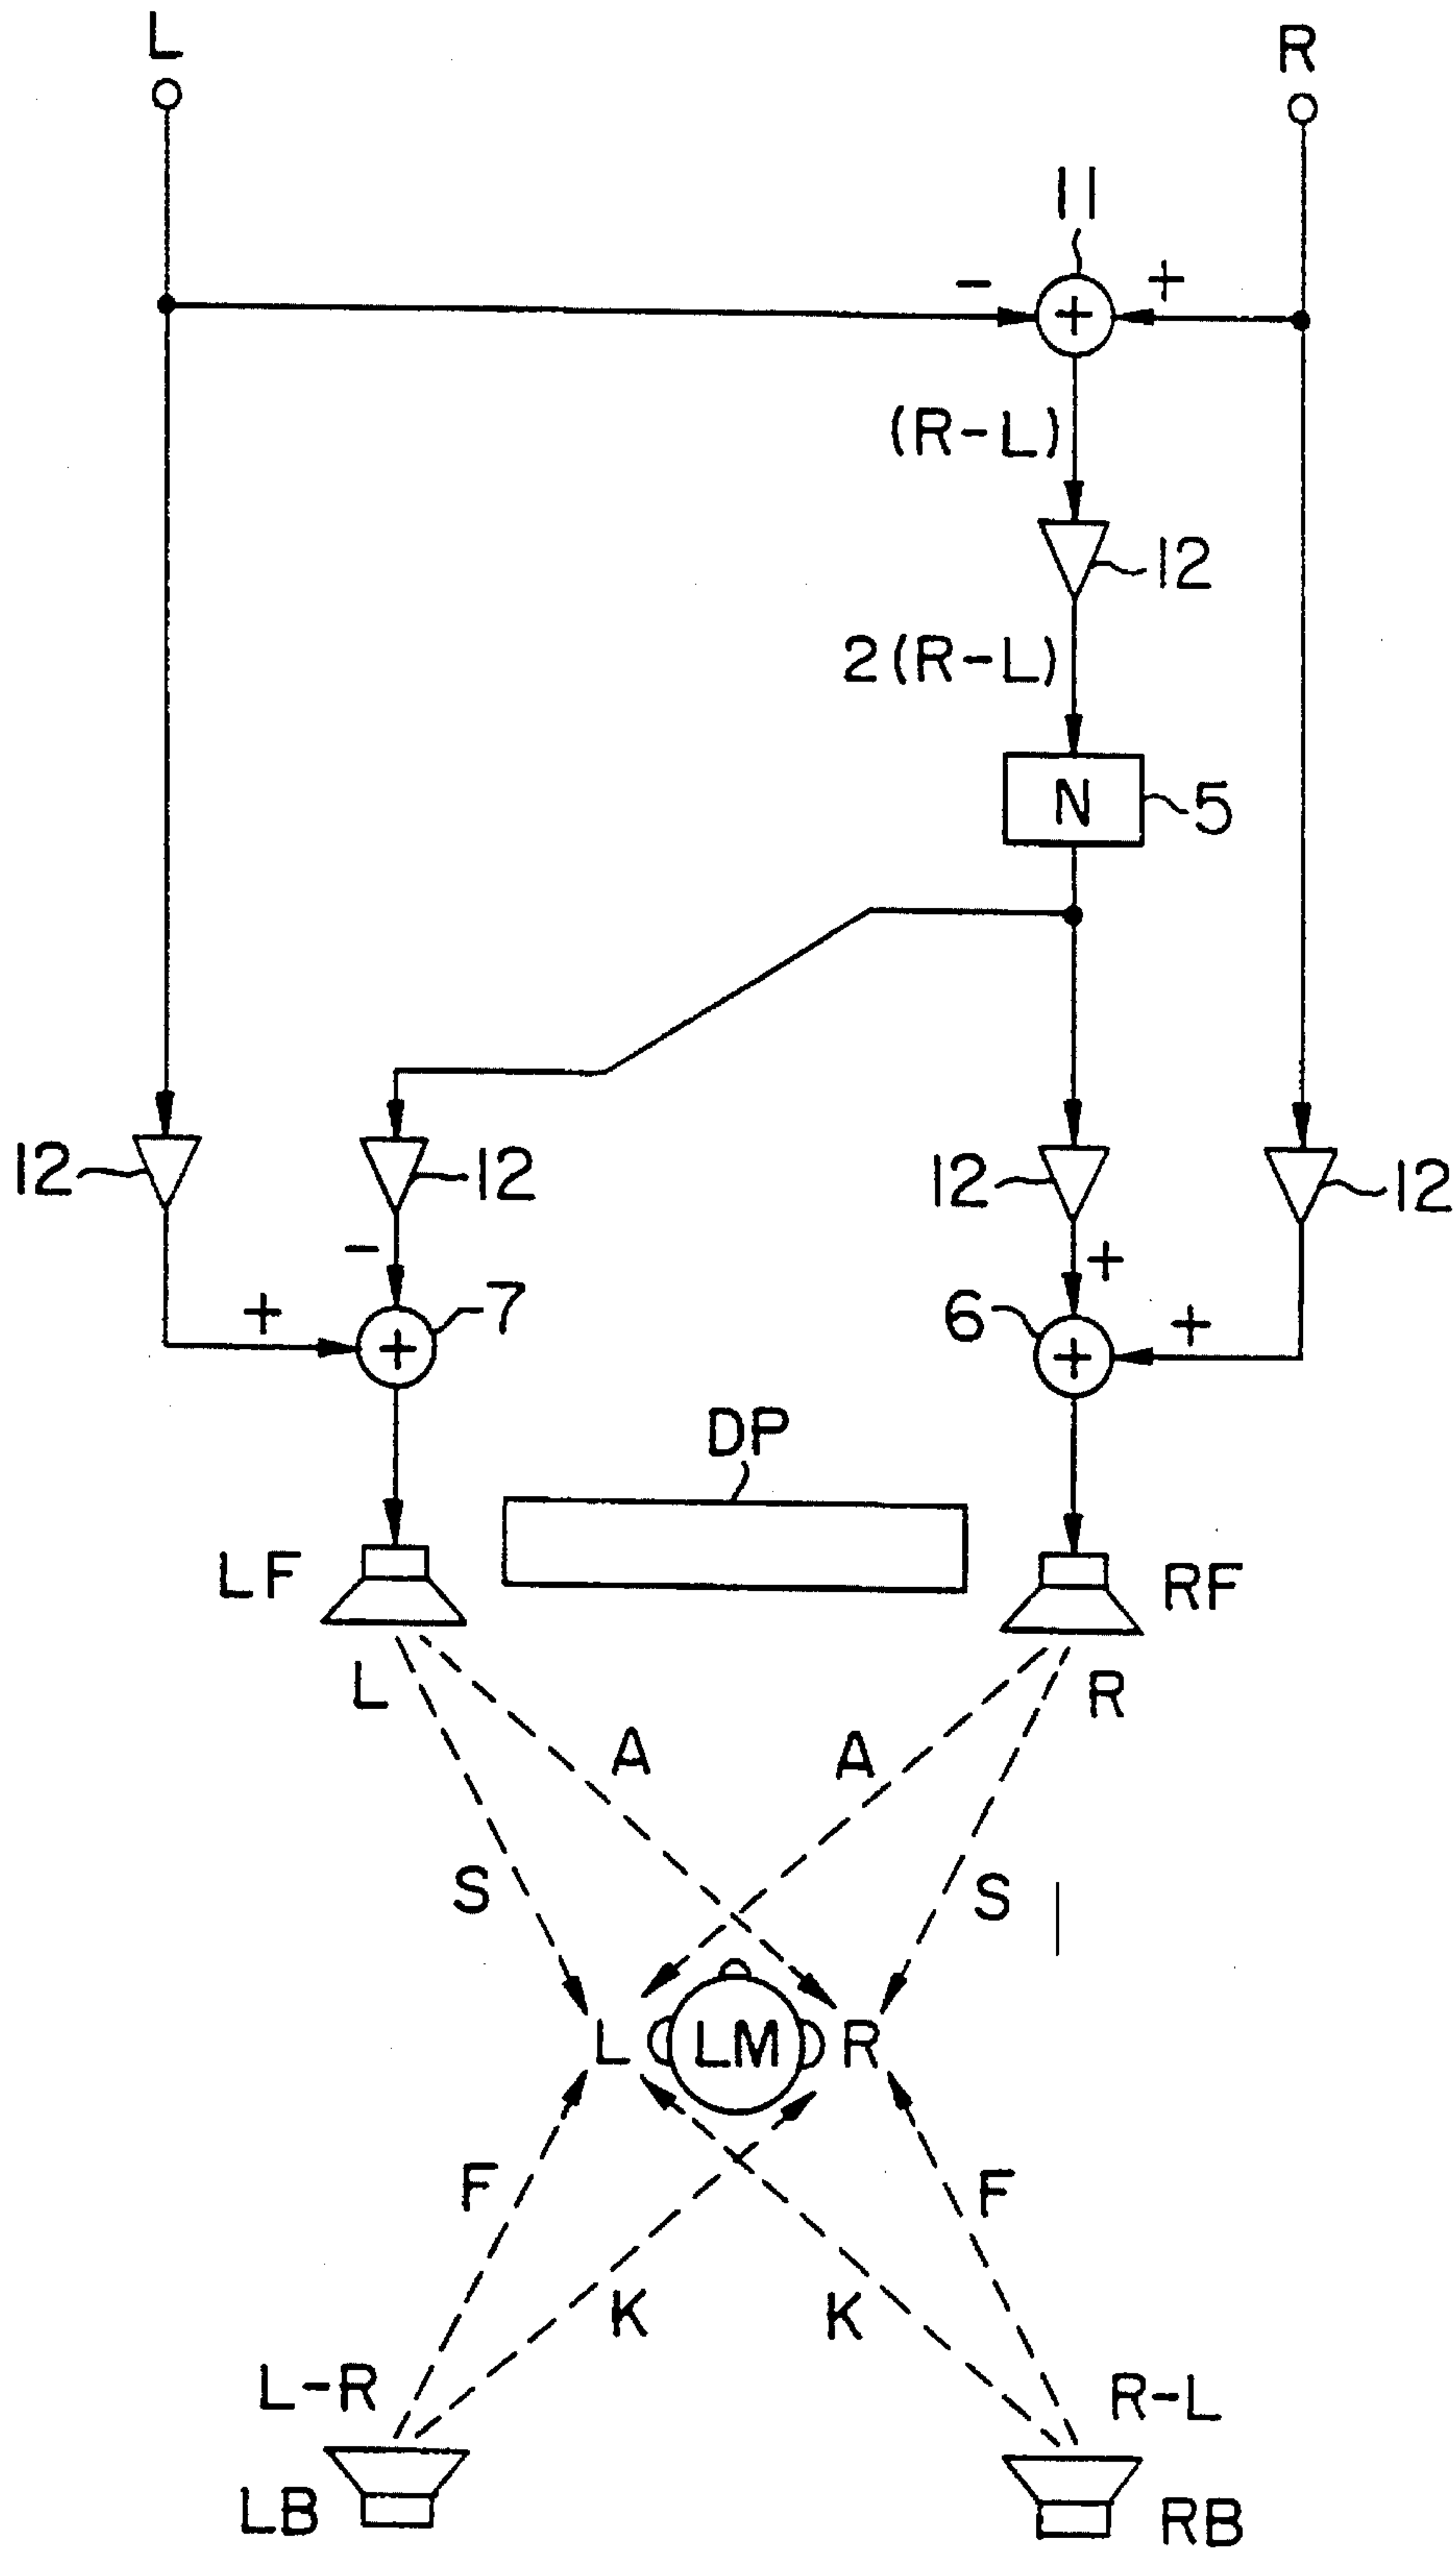 L
R
11
- +
+
(R-L)
12
2(R-L)
N
5
12
12
12
12
-
+
7
+
+
6
+
+
DP
LF
RF
L
R
A
A
S
S
L
LM
R
F
F
K
K
L-R
R-L
LB
RB